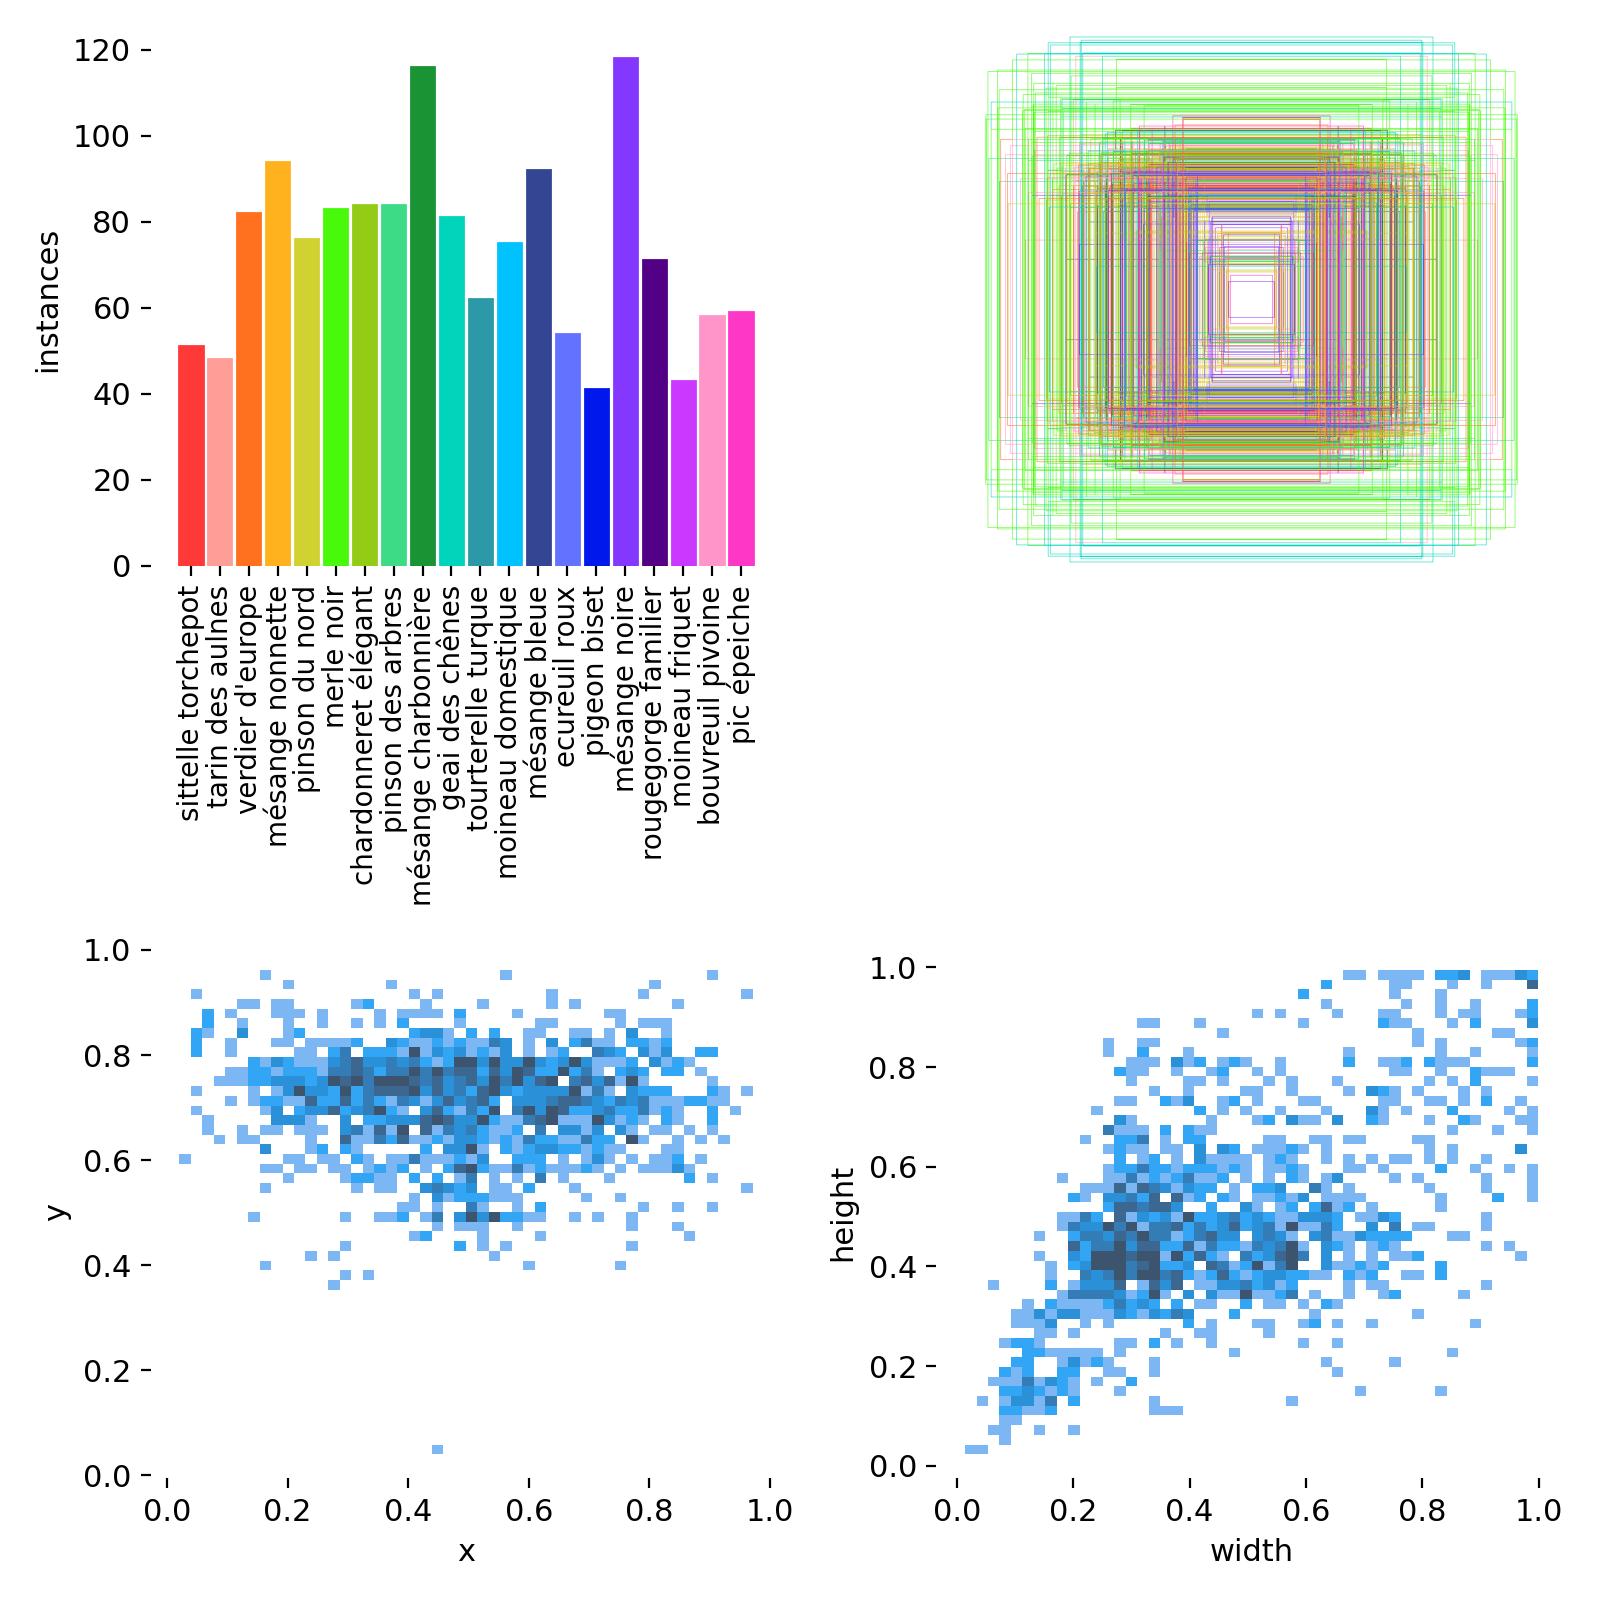 120
100
80
60
40
20
0
instances
sittelle torchepot
tarin des aulnes
verdier d'europe
mésange nonnette
pinson du nord
merle noir
chardonneret élégant
pinson des arbres
mésange charbonnière
geai des chênes
tourterelle turque
moineau domestique
mésange bleue
ecureuil roux
pigeon biset
mésange noire
rougegorge familier
moineau friquet
bouvreuil pivoine
pic épeiche
1.0
0.8
0.6
0.4
0.2
0.0
y
0.0 0.2 0.4 0.6 0.8 1.0
x
1.0
0.8
0.6
0.4
0.2
0.0
height
0.0 0.2 0.4 0.6 0.8 1.0
width